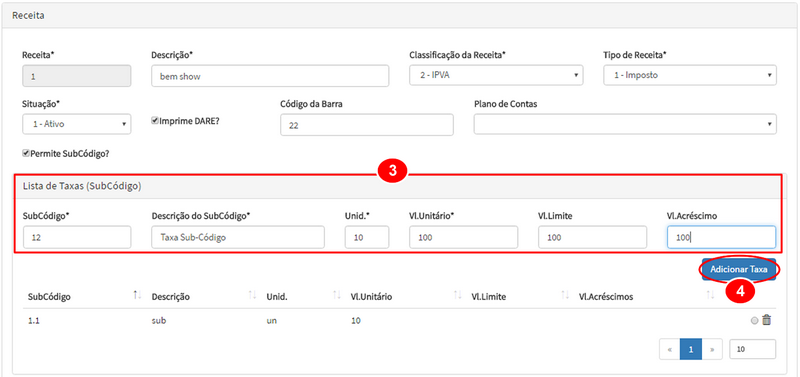 Receita
Receita* Descrição* Classificação da Receita* Tipo de Receita*
1 bem show 2 - IPVA 1 - Imposto
Situação* Imprime DARE? Código da Barra Plano de Contas
1 - Ativo 22
Permite SubCódigo?
3
Lista de Taxas (SubCódigo)
SubCódigo* Descrição do SubCódigo* Unid.* Vl.Unitário* Vl.Limite Vl.Acréscimo
12 Taxa Sub-Código 10 100 100 100
Adicionar Taxa
4
SubCódigo Descrição Unid. Vl.Unitário Vl.Limite Vl.Acréscimos
1.1 sub un 10
« 1 » 10